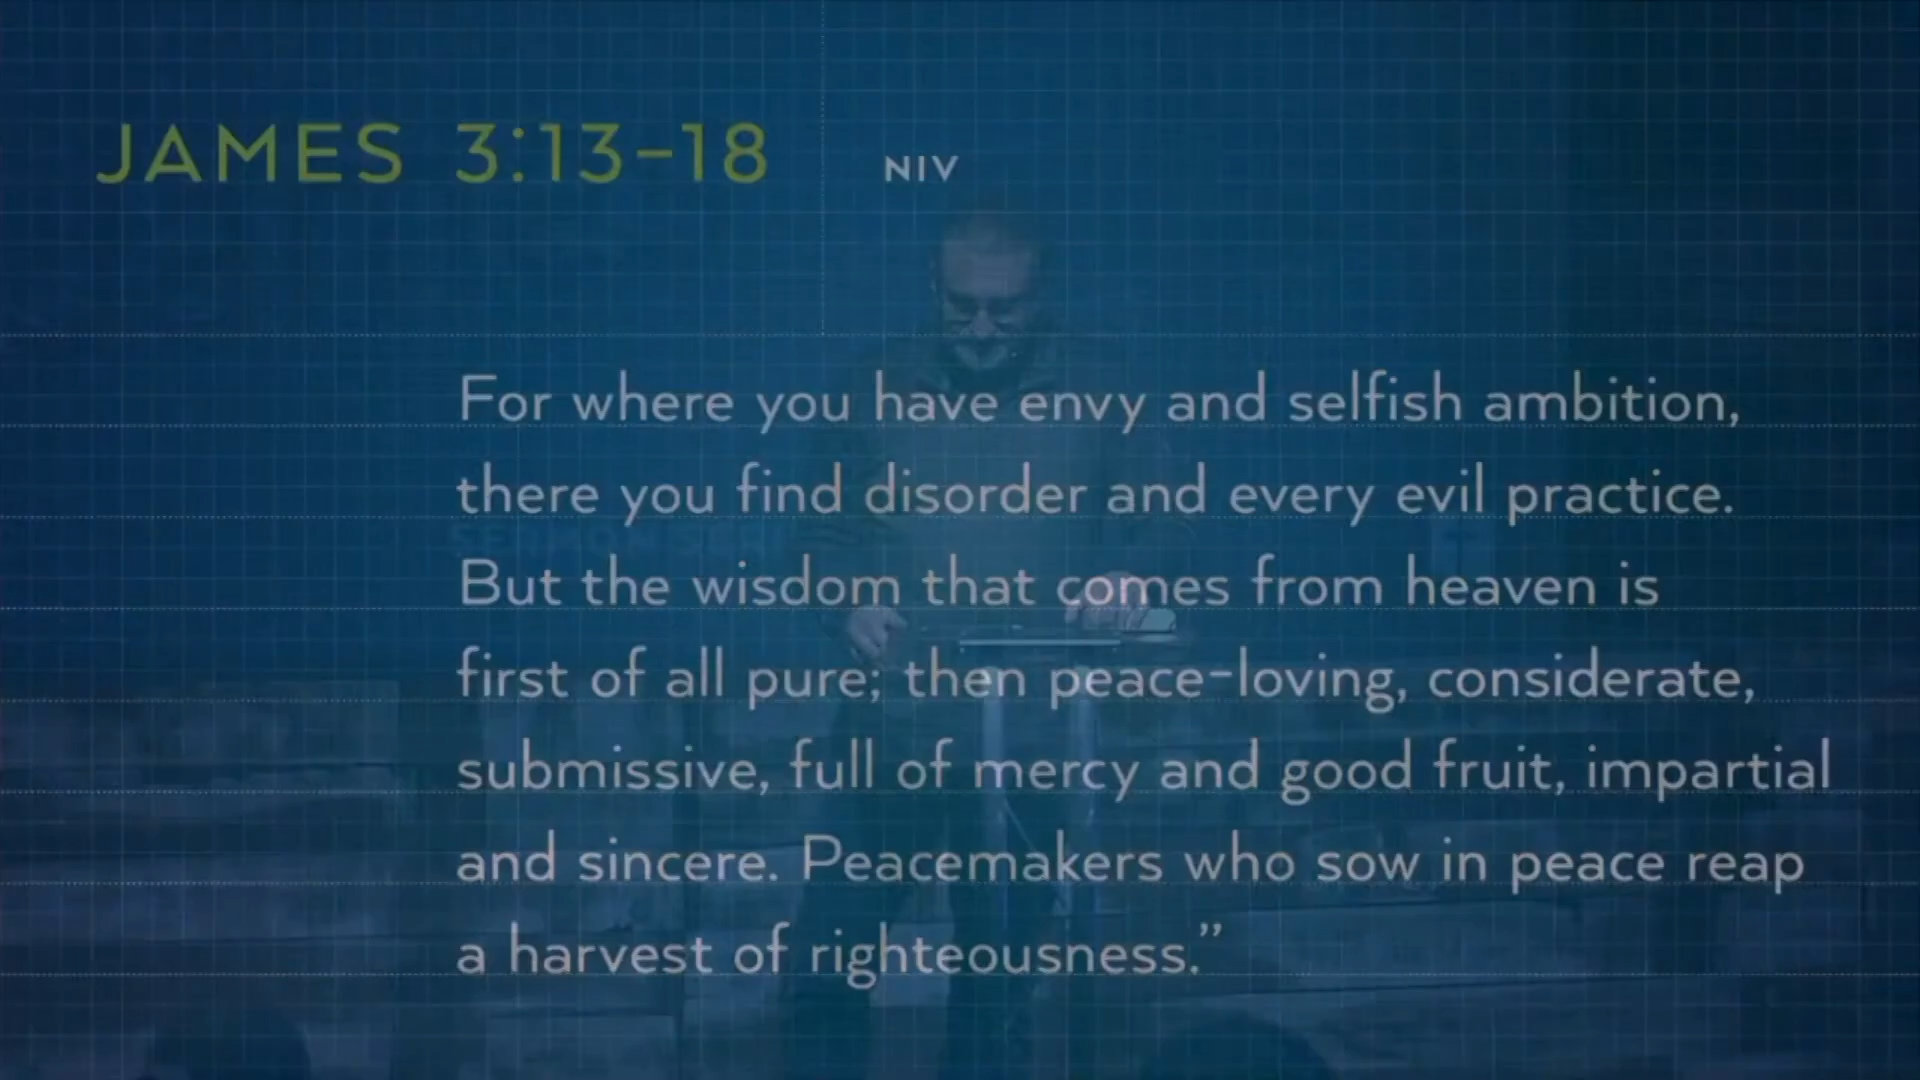 JAMES 3:13–18 NIV
For where you have envy and selfish ambition,
there you find disorder and every evil practice.
But the wisdom that comes from heaven is
first of all pure; then peace-loving, considerate,
submissive, full of mercy and good fruit, impartial
and sincere. Peacemakers who sow in peace reap
a harvest of righteousness.”